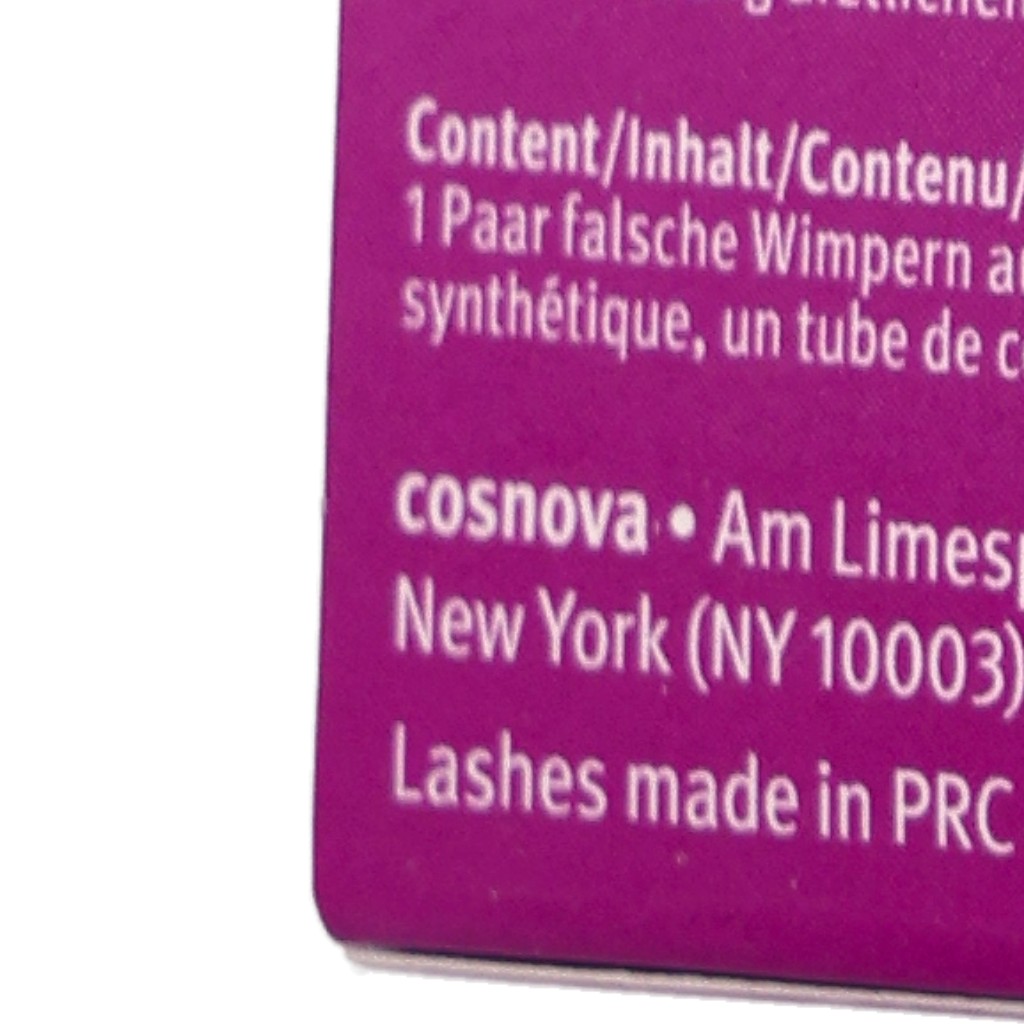 Content/Inhalt/Contenu/
1 Paar falsche Wimpern
synthétique, un tube de
cosnova • Am
New York (NY 10003)
Lashes made in PRC